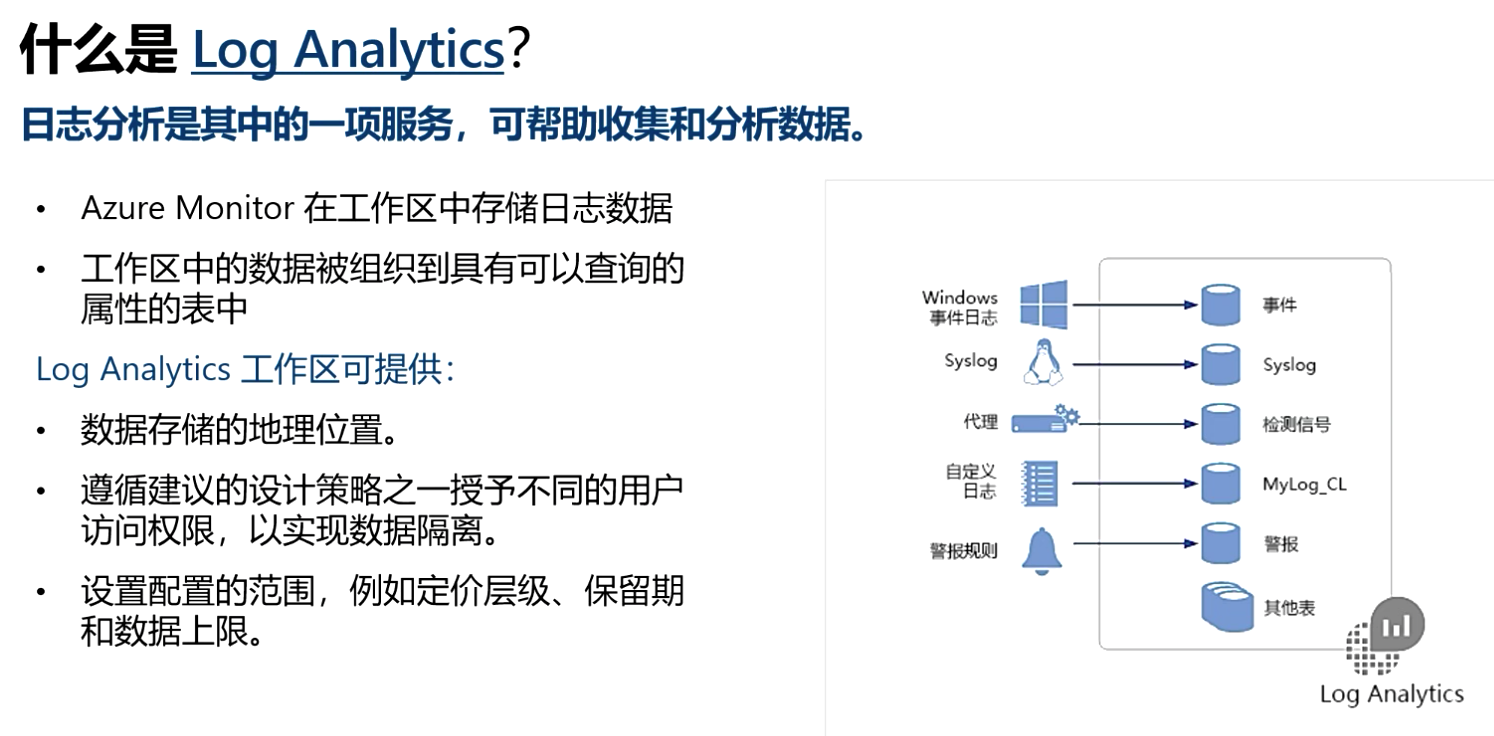 什么是 Log Analytics?
日志分析是其中的一项服务，可帮助收集和分析数据。
• Azure Monitor 在工作区中存储日志数据
• 工作区中的数据被组织到具有可以查询的
属性的表中
Log Analytics 工作区可提供：
• 数据存储的地理位置。
• 遵循建议的设计策略之一授予不同的用户
访问权限，以实现数据隔离。
• 设置配置的范围，例如定价层级、保留期
和数据上限。
Windows
事件日志
事件
Syslog
Syslog
代理
检测信号
自定义
日志
MyLog_CL
警报规则
警报
其他表
Log Analytics